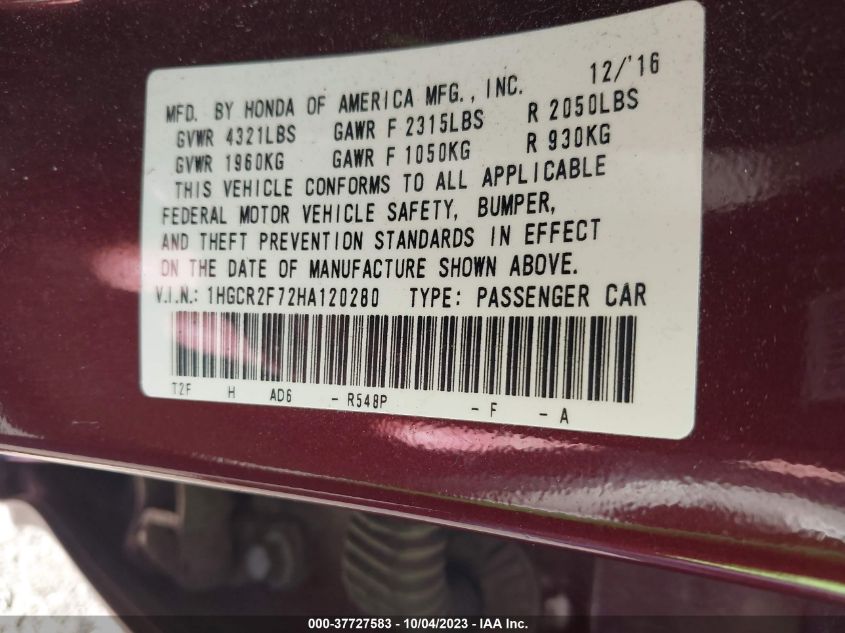 MFD. BY HONDA OF AMERICA MFG., INC. 12/'16
GVWR 4321LBS GAWR F 2315LBS R 2050LBS
GVWR 1960KG GAWR F 1050KG R 930KG
THIS VEHICLE CONFORMS TO ALL APPLICABLE
FEDERAL MOTOR VEHICLE SAFETY, BUMPER,
AND THEFT PREVENTION STANDARDS IN EFFECT
ON THE DATE OF MANUFACTURE SHOWN ABOVE.
V.I.N.: 1HGCR2F72HA120280 TYPE: PASSENGER CAR
T2F H AD6 - R548P - F - A
000-37727583 - 10/04/2023 - IAA Inc.